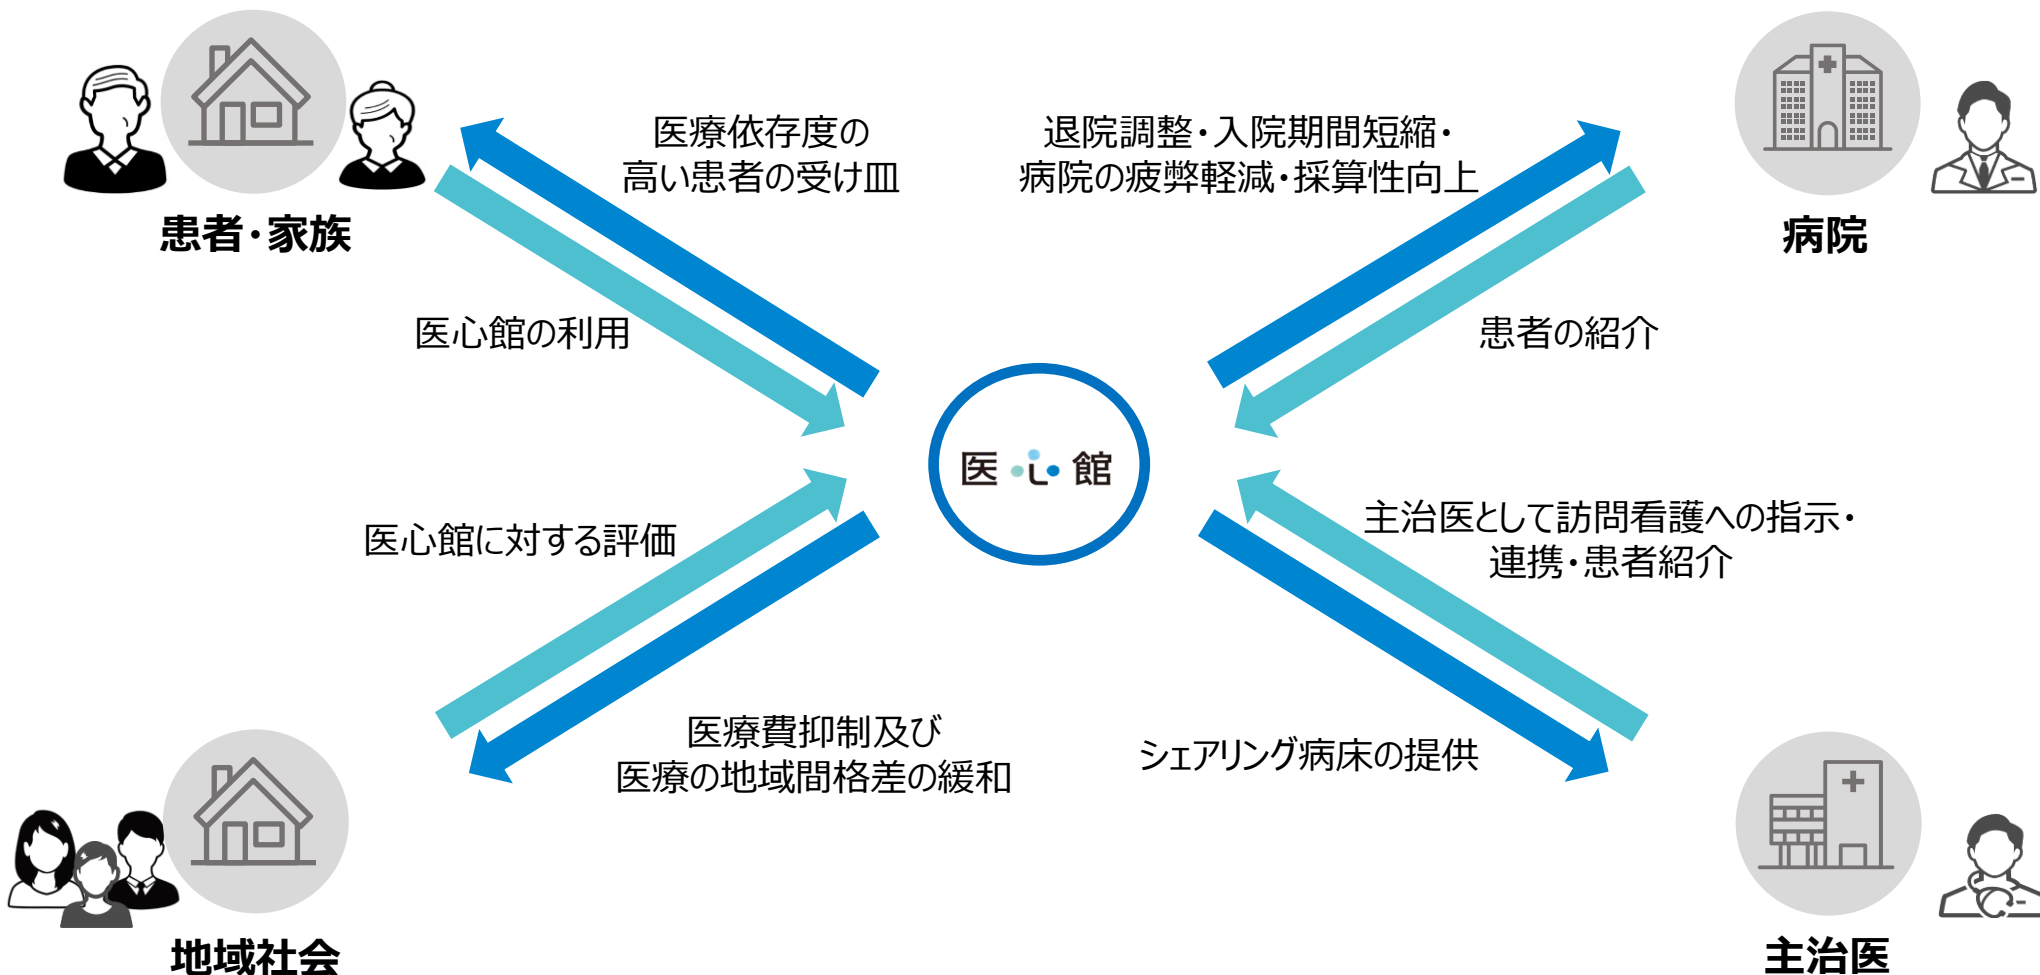 医療依存度の
高い患者の受け皿
退院調整・入院期間短縮・
病院の疲弊軽減・採算性向上
患者・家族
病院
医心館の利用
患者の紹介
医心館
医心館に対する評価
主治医として訪問看護への指示・
連携・患者紹介
医療費抑制及び
医療の地域間格差の緩和
シェアリング病床の提供
地域社会
主治医